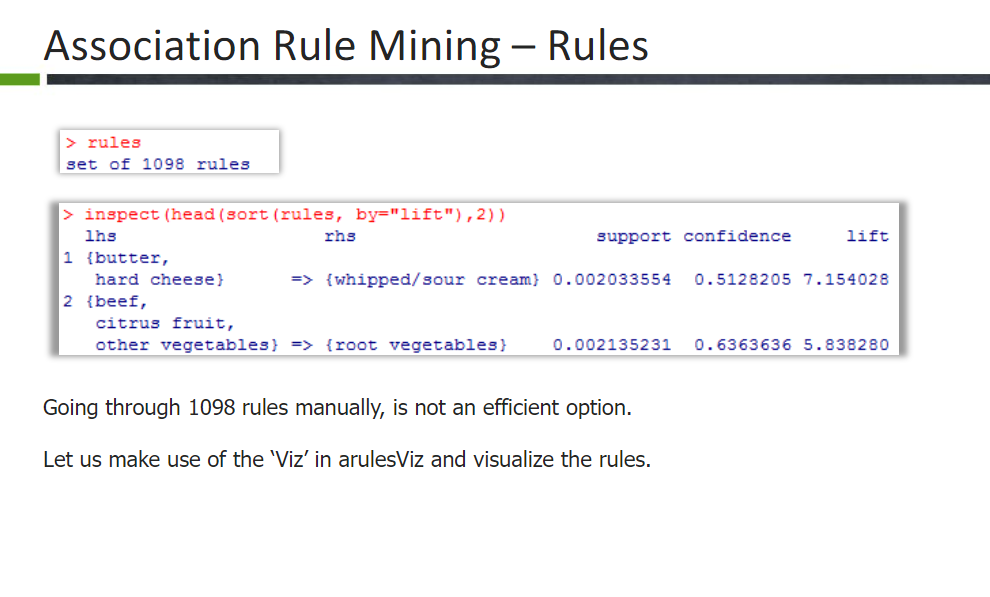 Association Rule Mining – Rules
> rules
set of 1098 rules
> inspect(head(sort(rules, by="lift"),2))
lhs rhs support confidence lift
1 {butter,
hard cheese} => {whipped/sour cream} 0.002033554 0.5128205 7.154028
2 {beef,
citrus fruit,
other vegetables} => {root vegetables} 0.002135231 0.6363636 5.838280
Going through 1098 rules manually, is not an efficient option.
Let us make use of the ‘Viz’ in arulesViz and visualize the rules.